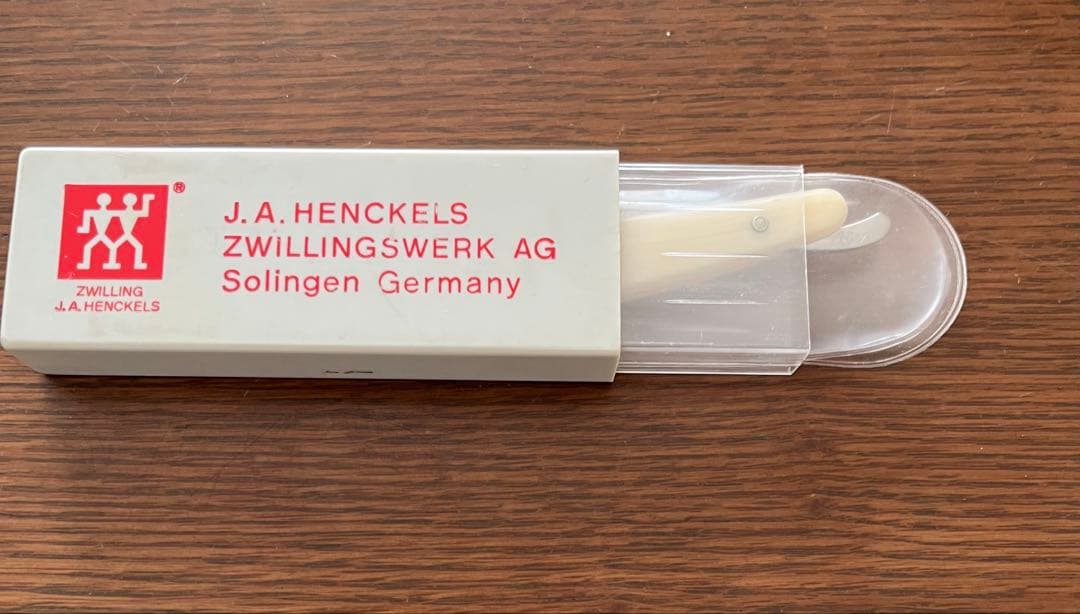 ®
ZWILLING
J.A. HENCKELS
J. A. HENCKELS
ZWILLINGSWERK AG
Solingen Germany